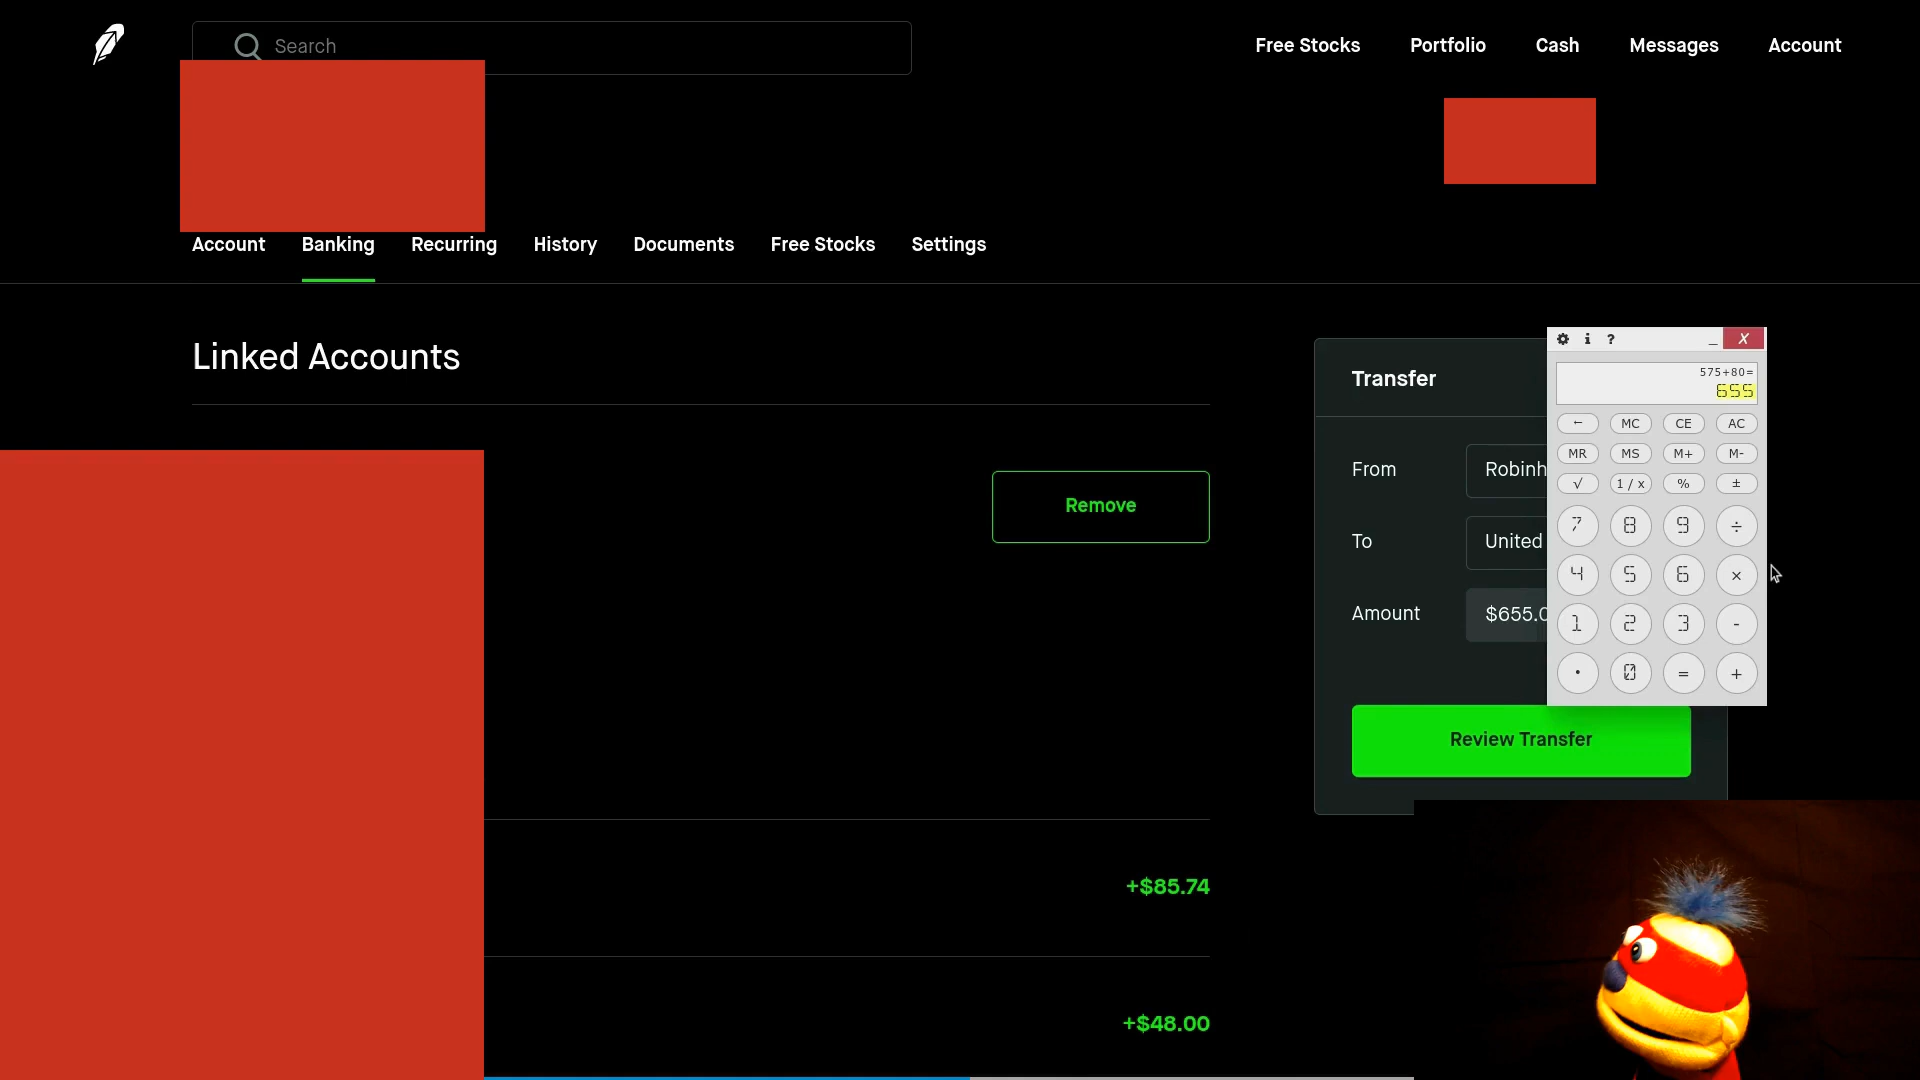 Search
Free Stocks
Portfolio
Cash
Messages
Account
Account
Banking
Recurring
History
Documents
Free Stocks
Settings
Linked Accounts
Remove
+$85.74
+$48.00
Transfer
From
Robinh
To
United
Amount
$655.0
Review Transfer
i
?
_
X
575+80=
655
← MC CE AC
MR MS M+ M-
√ 1 / x % ±
7 8 9 ÷
4 5 6 ×
1 2 3 -
• 0 = +